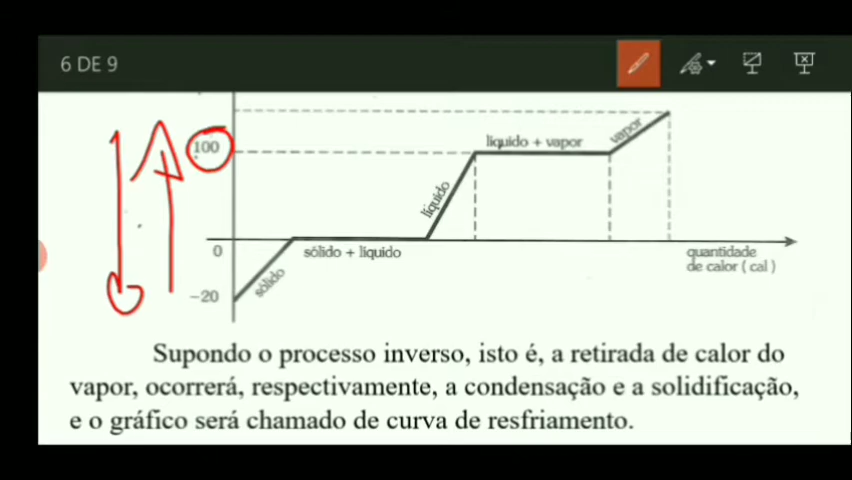 6 DE 9
100
líquido + vapor
vapor
líquido
0
sólido + líquido
quantidade
de calor ( cal )
sólido
−20
Supondo o processo inverso, isto é, a retirada de calor do
vapor, ocorrerá, respectivamente, a condensação e a solidificação,
e o gráfico será chamado de curva de resfriamento.